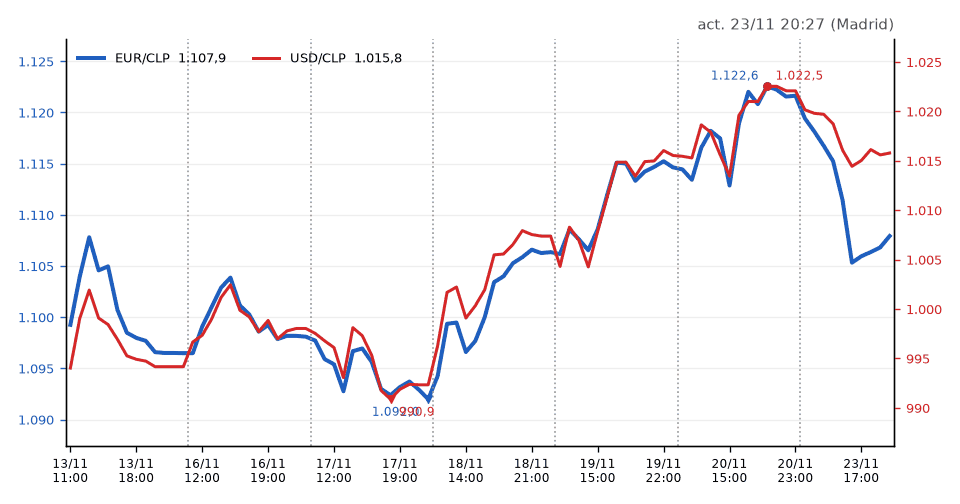 act. 23/11 20:27 (Madrid)
EUR/CLP 1.107,9 USD/CLP 1.015,8
1.122,6 1.022,5
1.125 1.025
1.120 1.020
1.115 1.015
1.110 1.010
1.105 1.005
1.100 1.000
1.095 995
1.090 990
1.092,0 990,9
13/11 13/11 16/11 16/11 17/11 17/11 18/11 18/11 19/11 19/11 20/11 20/11 23/11
11:00 18:00 12:00 19:00 12:00 19:00 14:00 21:00 15:00 22:00 15:00 23:00 17:00